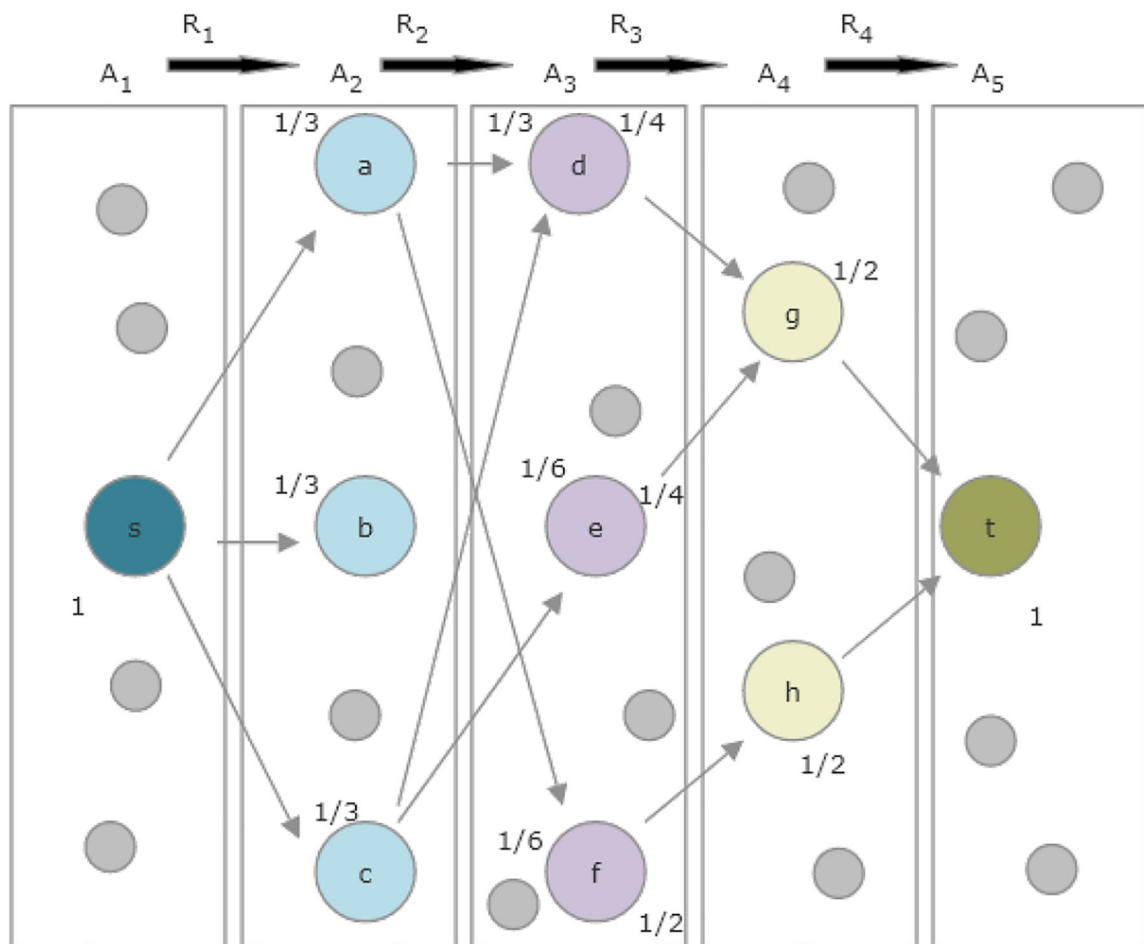 R1 R2 R3 R4
A1 A2 A3 A4 A5
1/3 1/3 1/4
a d
1/2
g
1/3 1/6 1/4
s b e t
1 1
h
1/2
1/3 1/6
c f
1/2